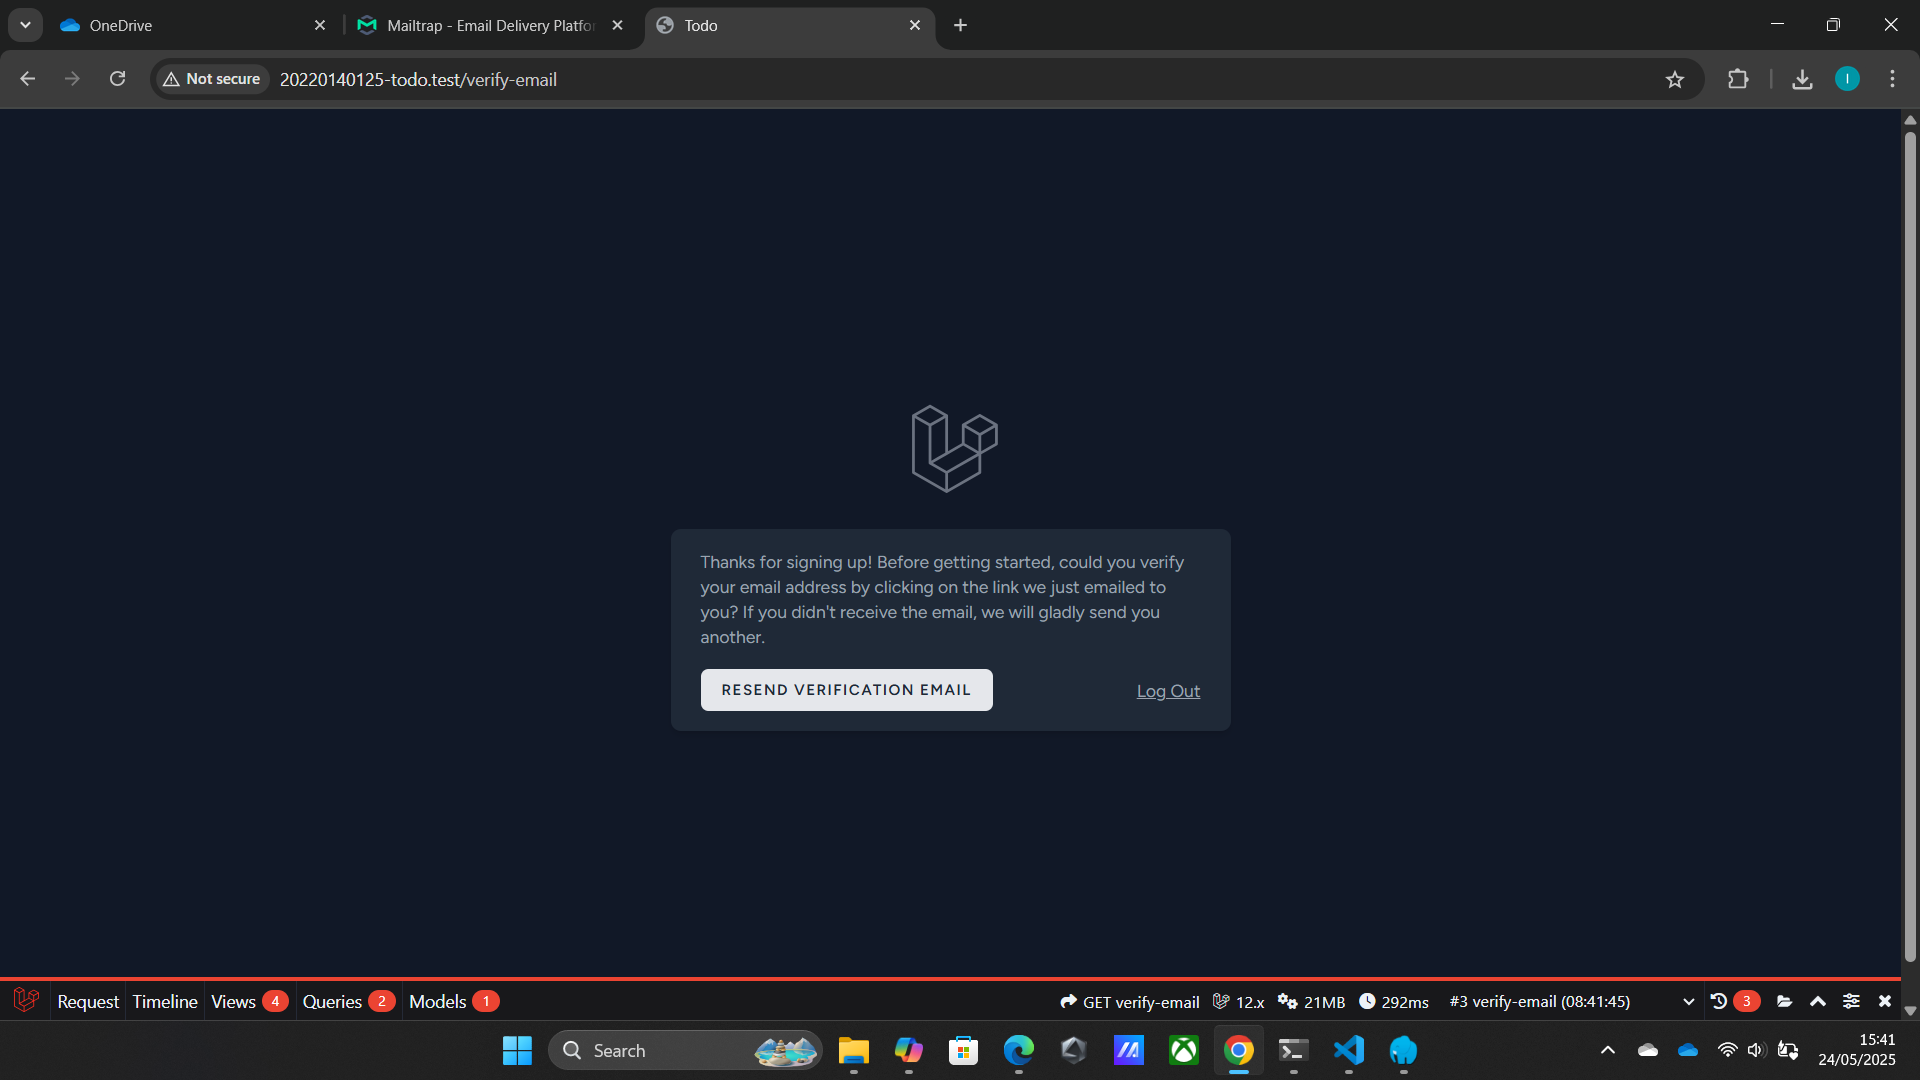 OneDrive
Mailtrap - Email Delivery Platfo
Todo
Not secure
20220140125-todo.test/verify-email
I
Thanks for signing up! Before getting started, could you verify
your email address by clicking on the link we just emailed to
you? If you didn't receive the email, we will gladly send you
another.
RESEND VERIFICATION EMAIL
Log Out
Request
Timeline
Views 4
Queries 2
Models 1
GET verify-email
12.x
21MB
292ms
#3 verify-email (08:41:45)
3
Search
15:41
24/05/2025